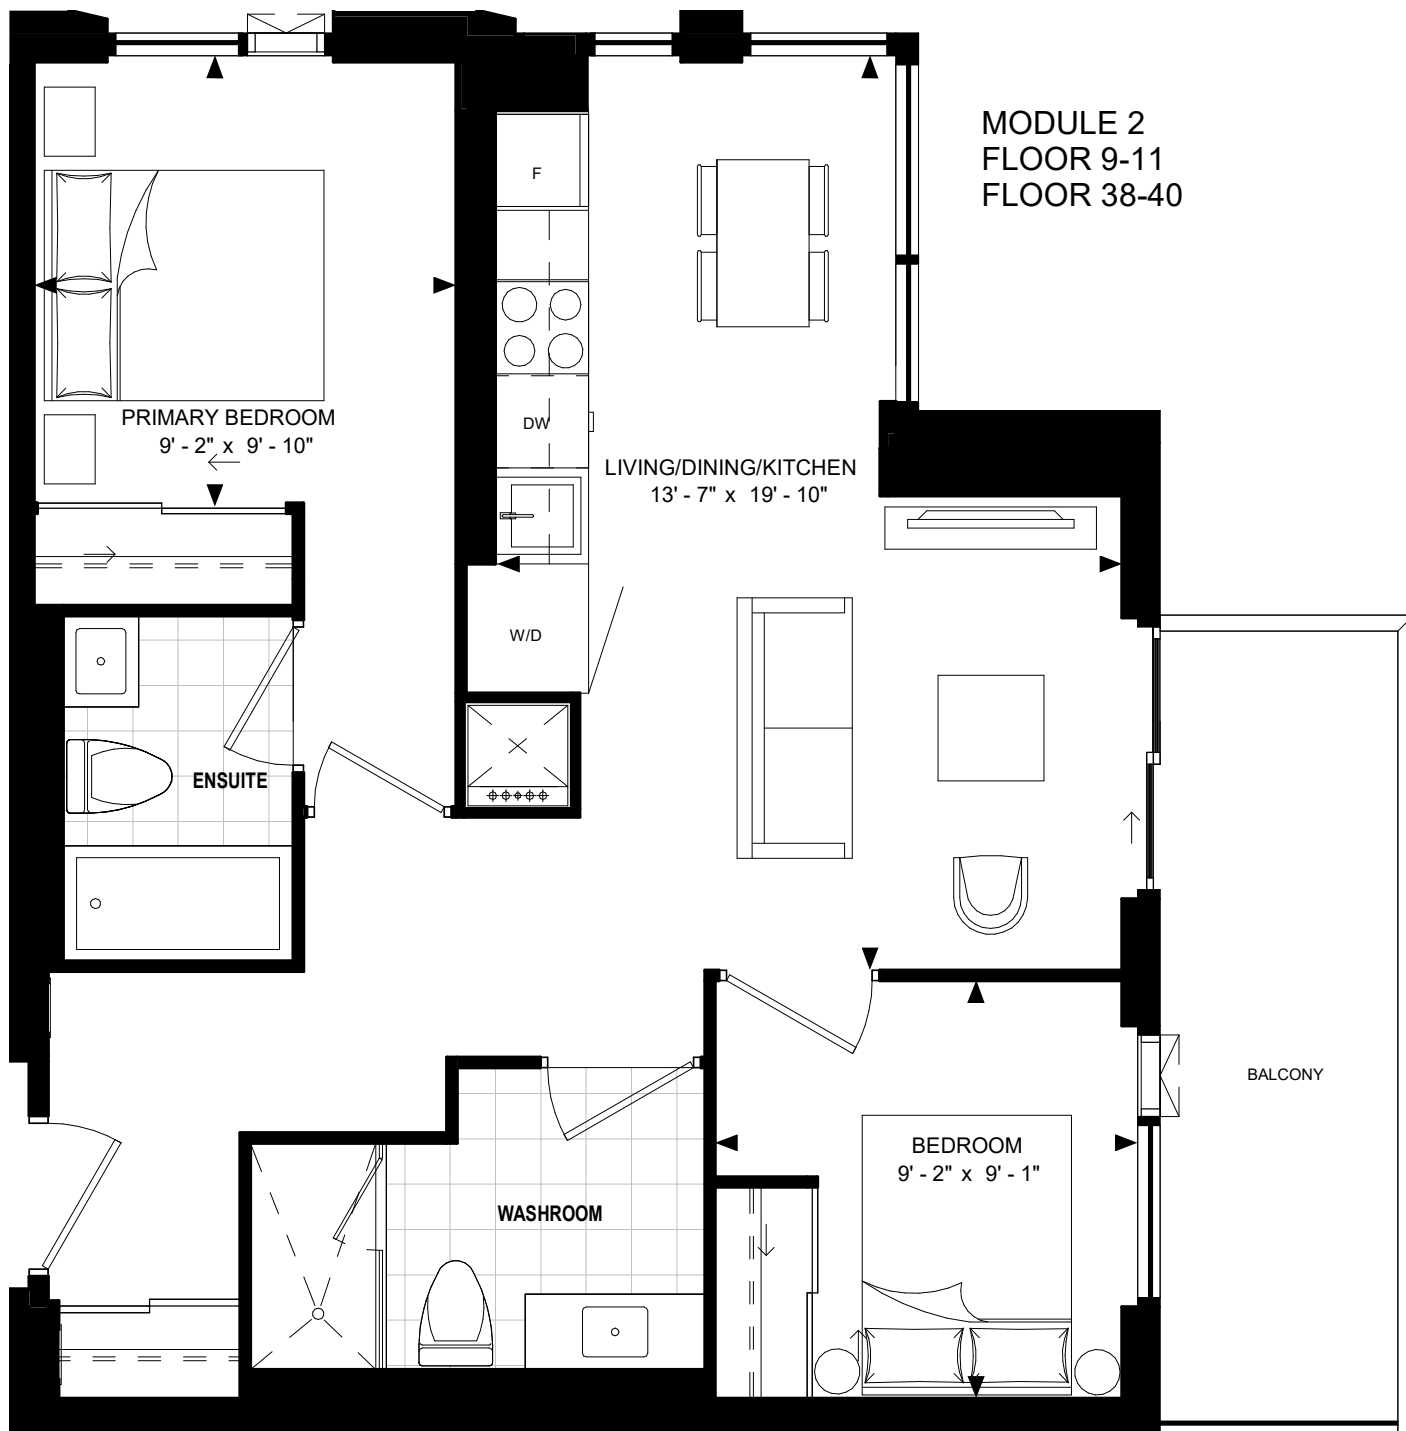 MODULE 2
FLOOR 9-11
FLOOR 38-40
F
PRIMARY BEDROOM
9' - 2" x 9' - 10"
DW
LIVING/DINING/KITCHEN
13' - 7" x 19' - 10"
W/D
ENSUITE
BALCONY
BEDROOM
9' - 2" x 9' - 1"
WASHROOM